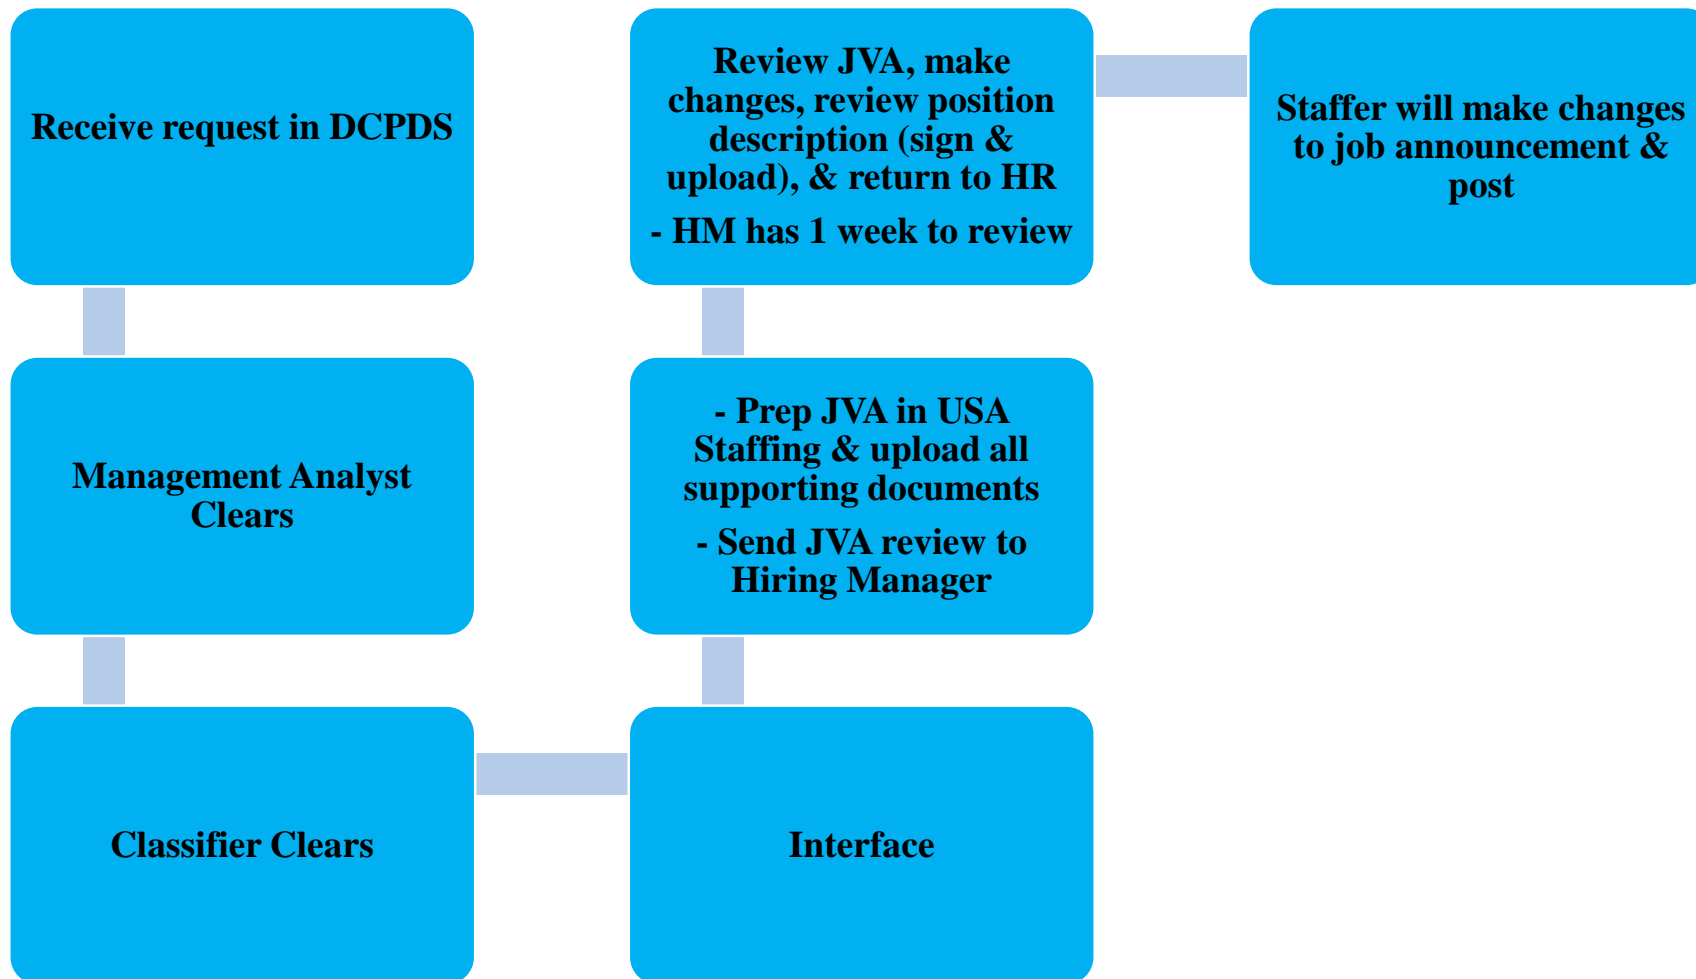 Receive request in DCPDS
Management Analyst
Clears
Classifier Clears
Interface
- Prep JVA in USA
Staffing & upload all
supporting documents
- Send JVA review to
Hiring Manager
Review JVA, make
changes, review position
description (sign &
upload), & return to HR
- HM has 1 week to review
Staffer will make changes
to job announcement &
post